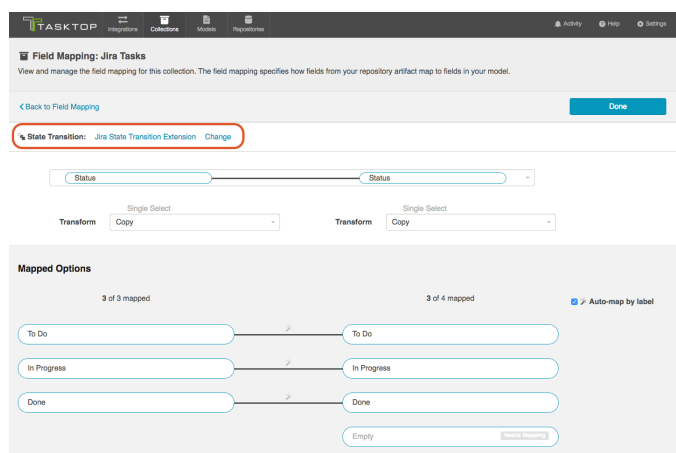 TASKTOP Integrations Collections Models Repositories Activity Help Settings
Field Mapping: Jira Tasks
View and manage the field mapping for this collection. The field mapping specifies how fields from your repository artifact map to fields in your model.
Back to Field Mapping Done
State Transition: Jira State Transition Extension Change
Status Status
Single Select Single Select
Transform Copy Transform Copy
Mapped Options
3 of 3 mapped 3 of 4 mapped Auto-map by label
To Do To Do
In Progress In Progress
Done Done
Empty Needs Mapping